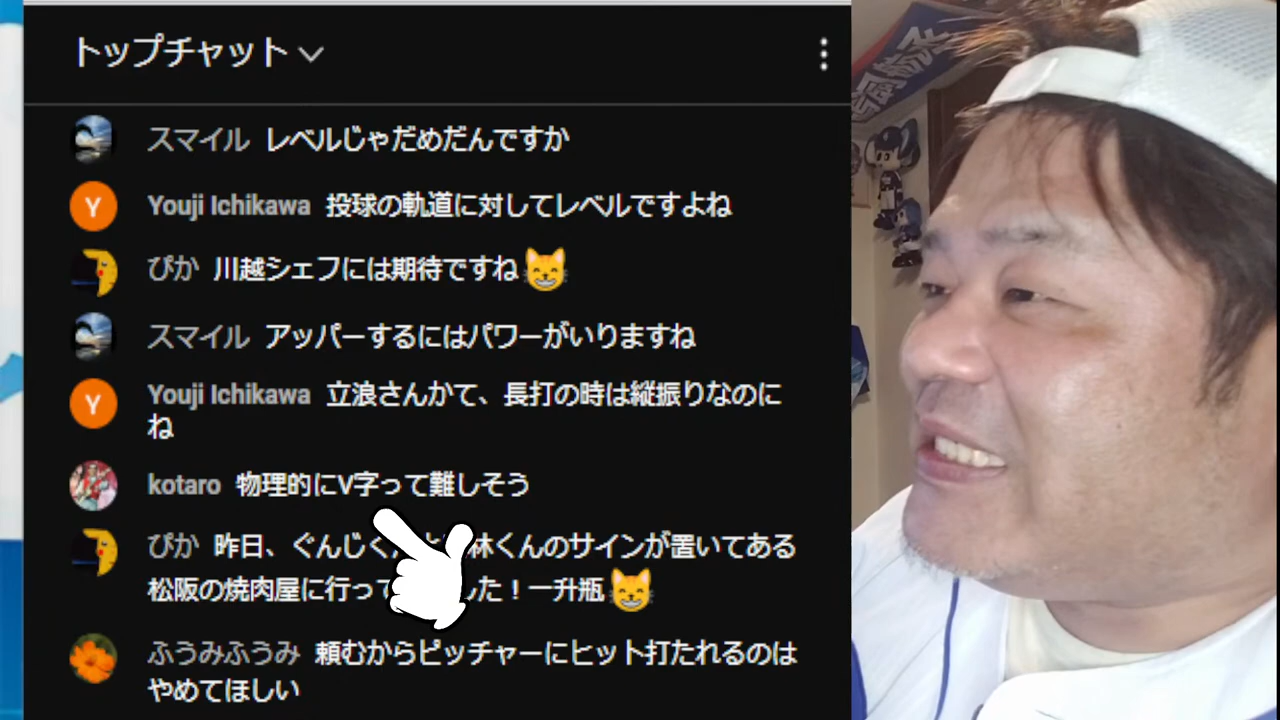 トップチャット
スマイル レベルじゃだめだんですか
Youji Ichikawa 投球の軌道に対してレベルですよね
ぴか 川越シェフには期待ですね
スマイル アッパーするにはパワーがいりますね
Youji Ichikawa 立浪さんかて、長打の時は縦振りなのに
ね
kotaro 物理的にV字って難しそう
ぴか 昨日、ぐんじく 林くんのサインが置いてある
松阪の焼肉屋に行って した！一升瓶
ふうみふうみ 頼むからピッチャーにヒット打たれるのは
やめてほしい
Y
Y